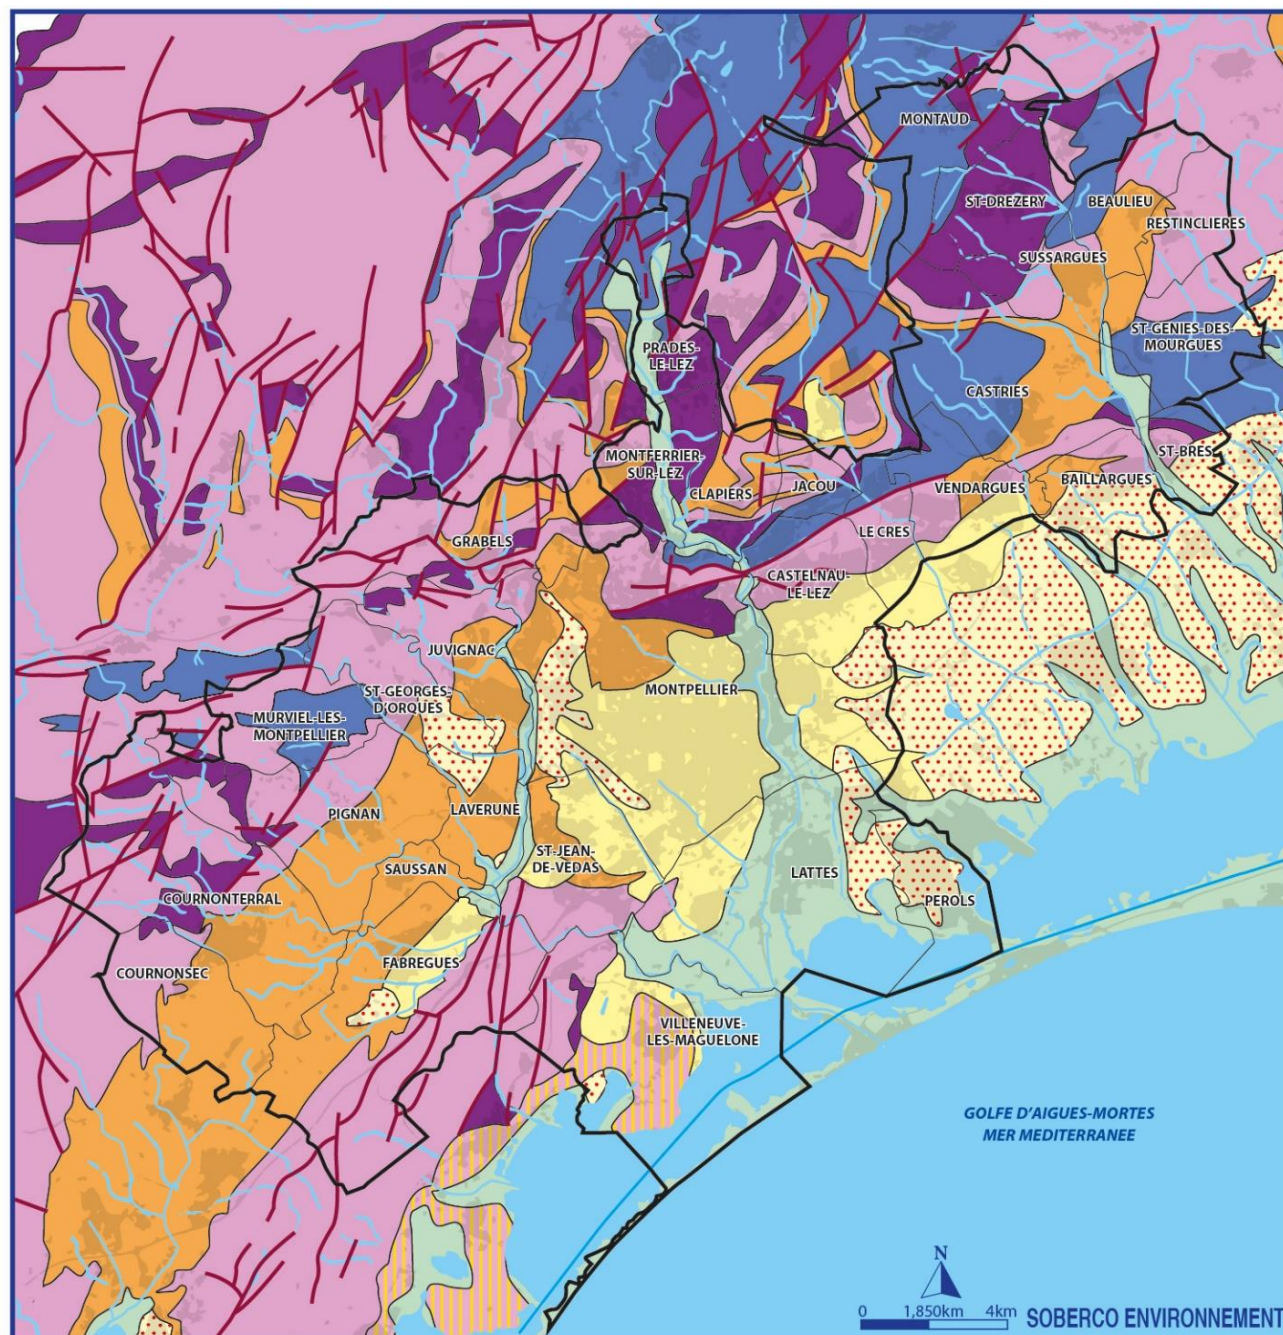 MONTAUD
ST-DREZERY
BEAULIEU
RESTINCLIERES
SUSSARGUES
ST-GENIES-DES-
MOURGUES
PRADES-
LE-LEZ
CASTRIES
MONTFERRIER-
SUR-LEZ
ST-BRES
CLAPIERS
JACOU
VENDARGUES
BAILLARGUES
GRABELS
LE CRES
CASTELNAU-
LE-LEZ
JUVIGNAC
ST-GEORGES-
D'ORQUES
MONTPELLIER
MURVIEL-LES-
MONTPELLIER
PIGNAN
LAVERUNE
ST-JEAN-
DE-VEDAS
SAUSSAN
LATTES
COURNONTERRAL
PEROLS
FABREGUES
COURNONSEC
VILLENEUVE-
LES-MAGUELONE
GOLFE D'AIGUES-MORTES
MER MEDITERRANEE
N
0 1,850km 4km
SOBERCO ENVIRONNEMENT